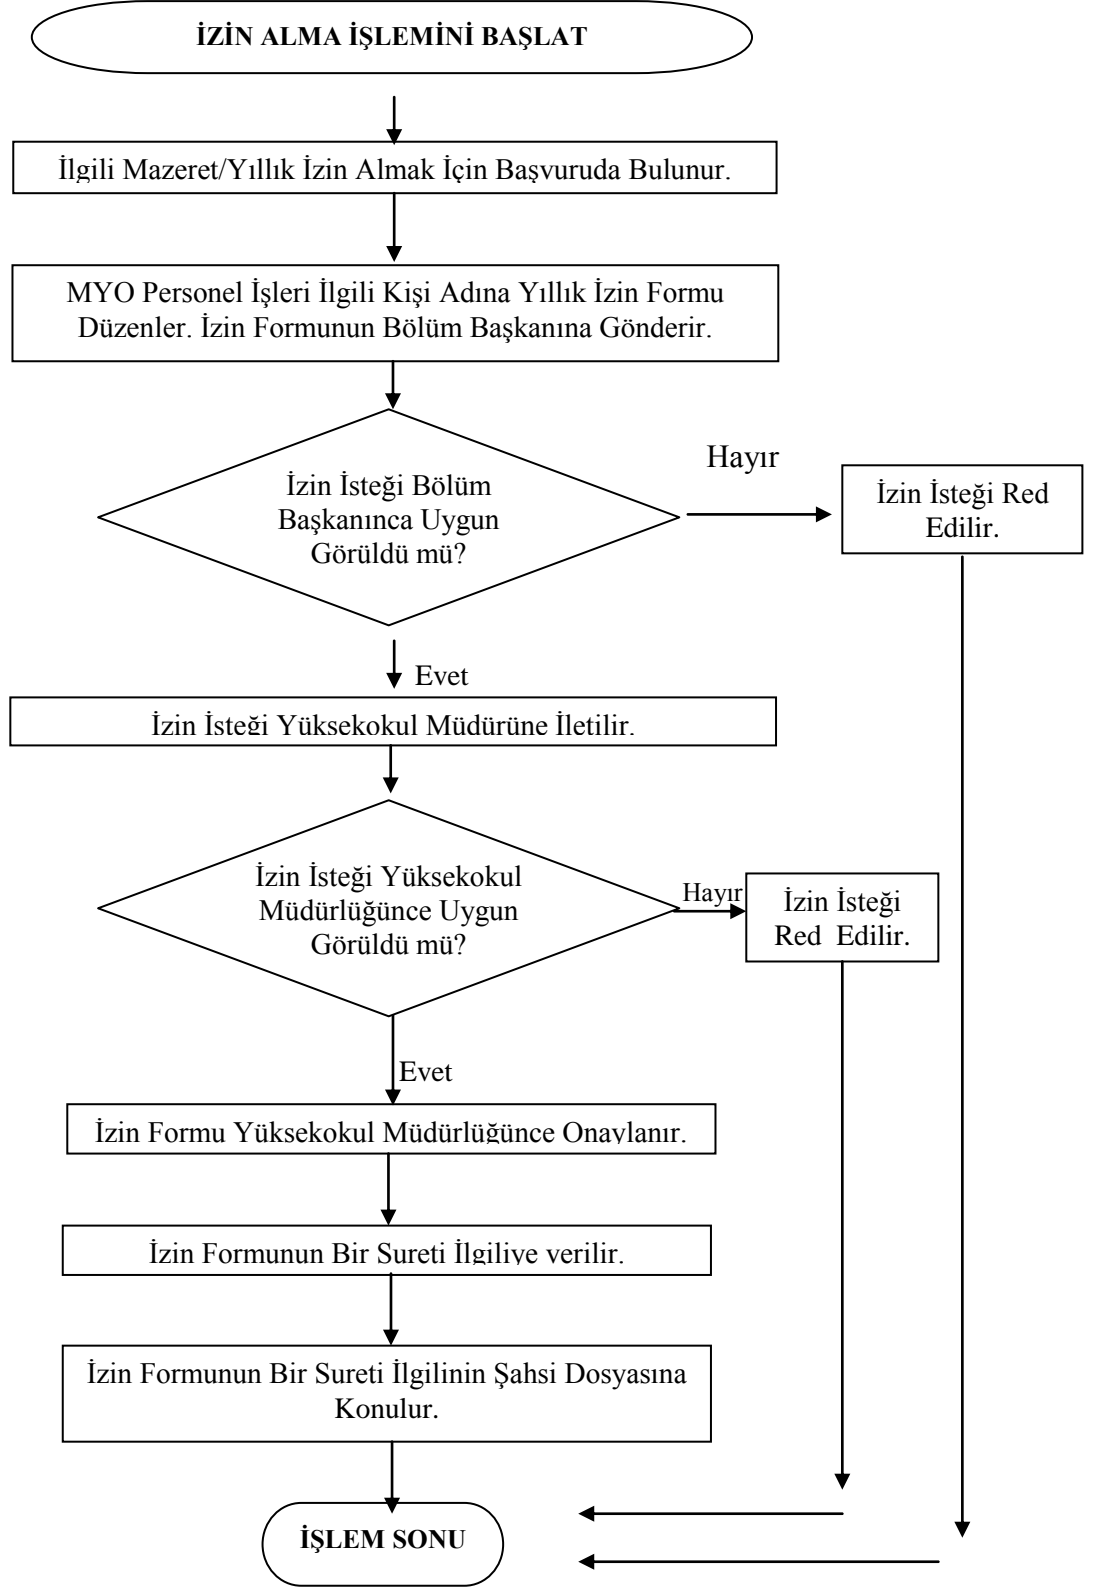 İZİN ALMA İŞLEMİNİ BAŞLAT
İlgili Mazeret/Yıllık İzin Almak İçin Başvuruda Bulunur.
MYO Personel İşleri İlgili Kişi Adına Yıllık İzin Formu
Düzenler. İzin Formunun Bölüm Başkanına Gönderir.
İzin İsteği Bölüm
Başkanınca Uygun
Görüldü mü?
Hayır
İzin İsteği Red
Edilir.
Evet
İzin İsteği Yüksekokul Müdürüne İletilir.
İzin İsteği Yüksekokul
Müdürlüğünce Uygun
Görüldü mü?
Hayır
İzin İsteği
Red  Edilir.
Evet
İzin Formu Yüksekokul Müdürlüğünce Onaylanır.
İzin Formunun Bir Sureti İlgiliye verilir.
İzin Formunun Bir Sureti İlgilinin Şahsi Dosyasına
Konulur.
İŞLEM SONU